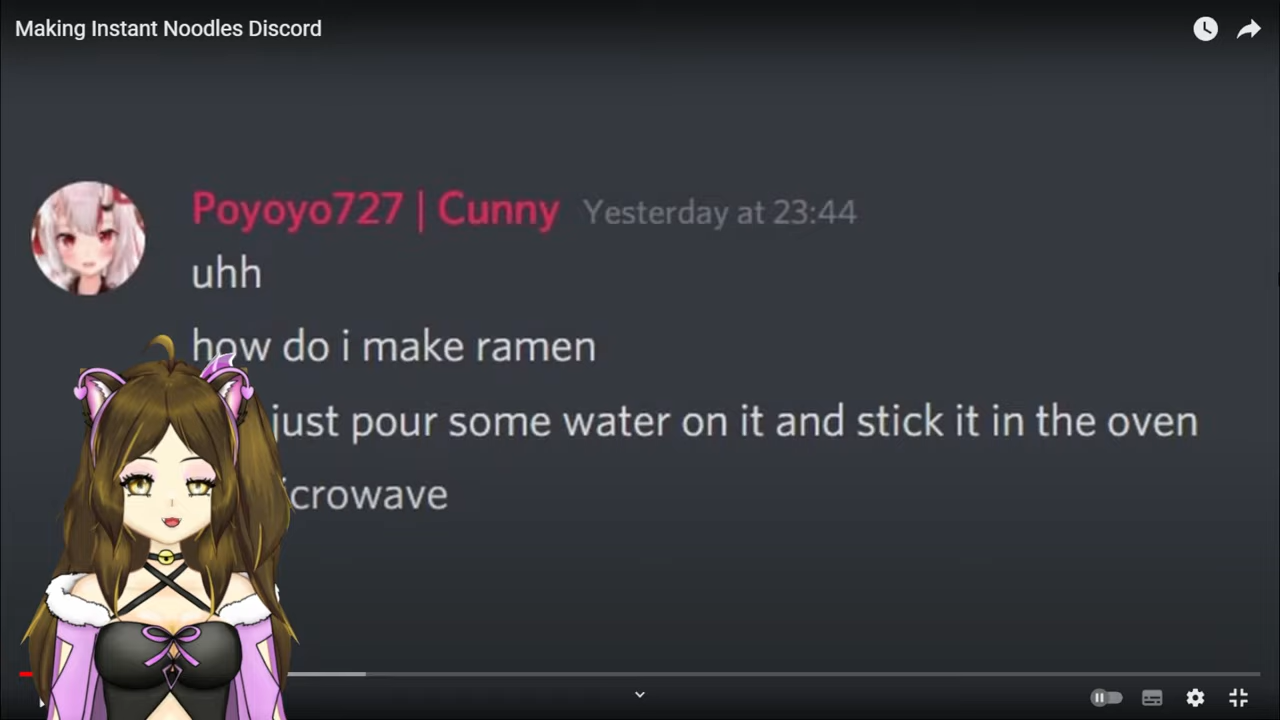 Making Instant Noodles Discord
Poyoyo727 | Cunny Yesterday at 23:44
uhh
how do i make ramen
just pour some water on it and stick it in the oven